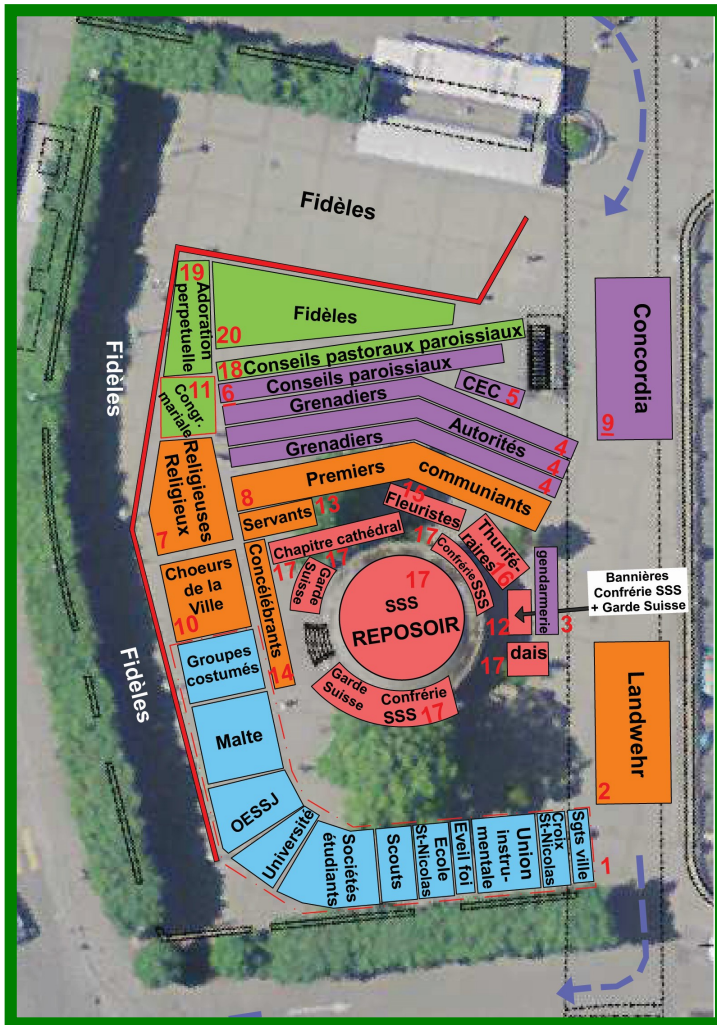 Fidèles
19
Adoration
perpetuelle
Fidèles
20
Fidèles
18
Conseils pastoraux paroissiaux
6
Conseils paroissiaux
CEC
5
Concordia
9
11
Congr.
mariale
Grenadiers
Autorités
Grenadiers
4
4
4
Religieuses
Religieux
7
8
Premiers
communiants
Servants
13
15
Fleuristes
Chapitre cathédral
17
17
Garde
Suisse
17
Confrérie
SSS
Thurifé-
raires
16
gendarmerie
3
Bannières
Confrérie SSS
+ Garde Suisse
12
17
SSS
REPOSOIR
dais
17
Choeurs
de la
Ville
10
Concélébrants
14
Garde
Suisse
Confrérie
SSS
17
Fidèles
Groupes
costumés
Malte
OESSJ
Université
Sociétés
étudiants
Scouts
Ecole
St-Nicolas
Eveil foi
Union
instru-
mentale
Croix
St-Nicolas
Sgts ville
1
Landwehr
2